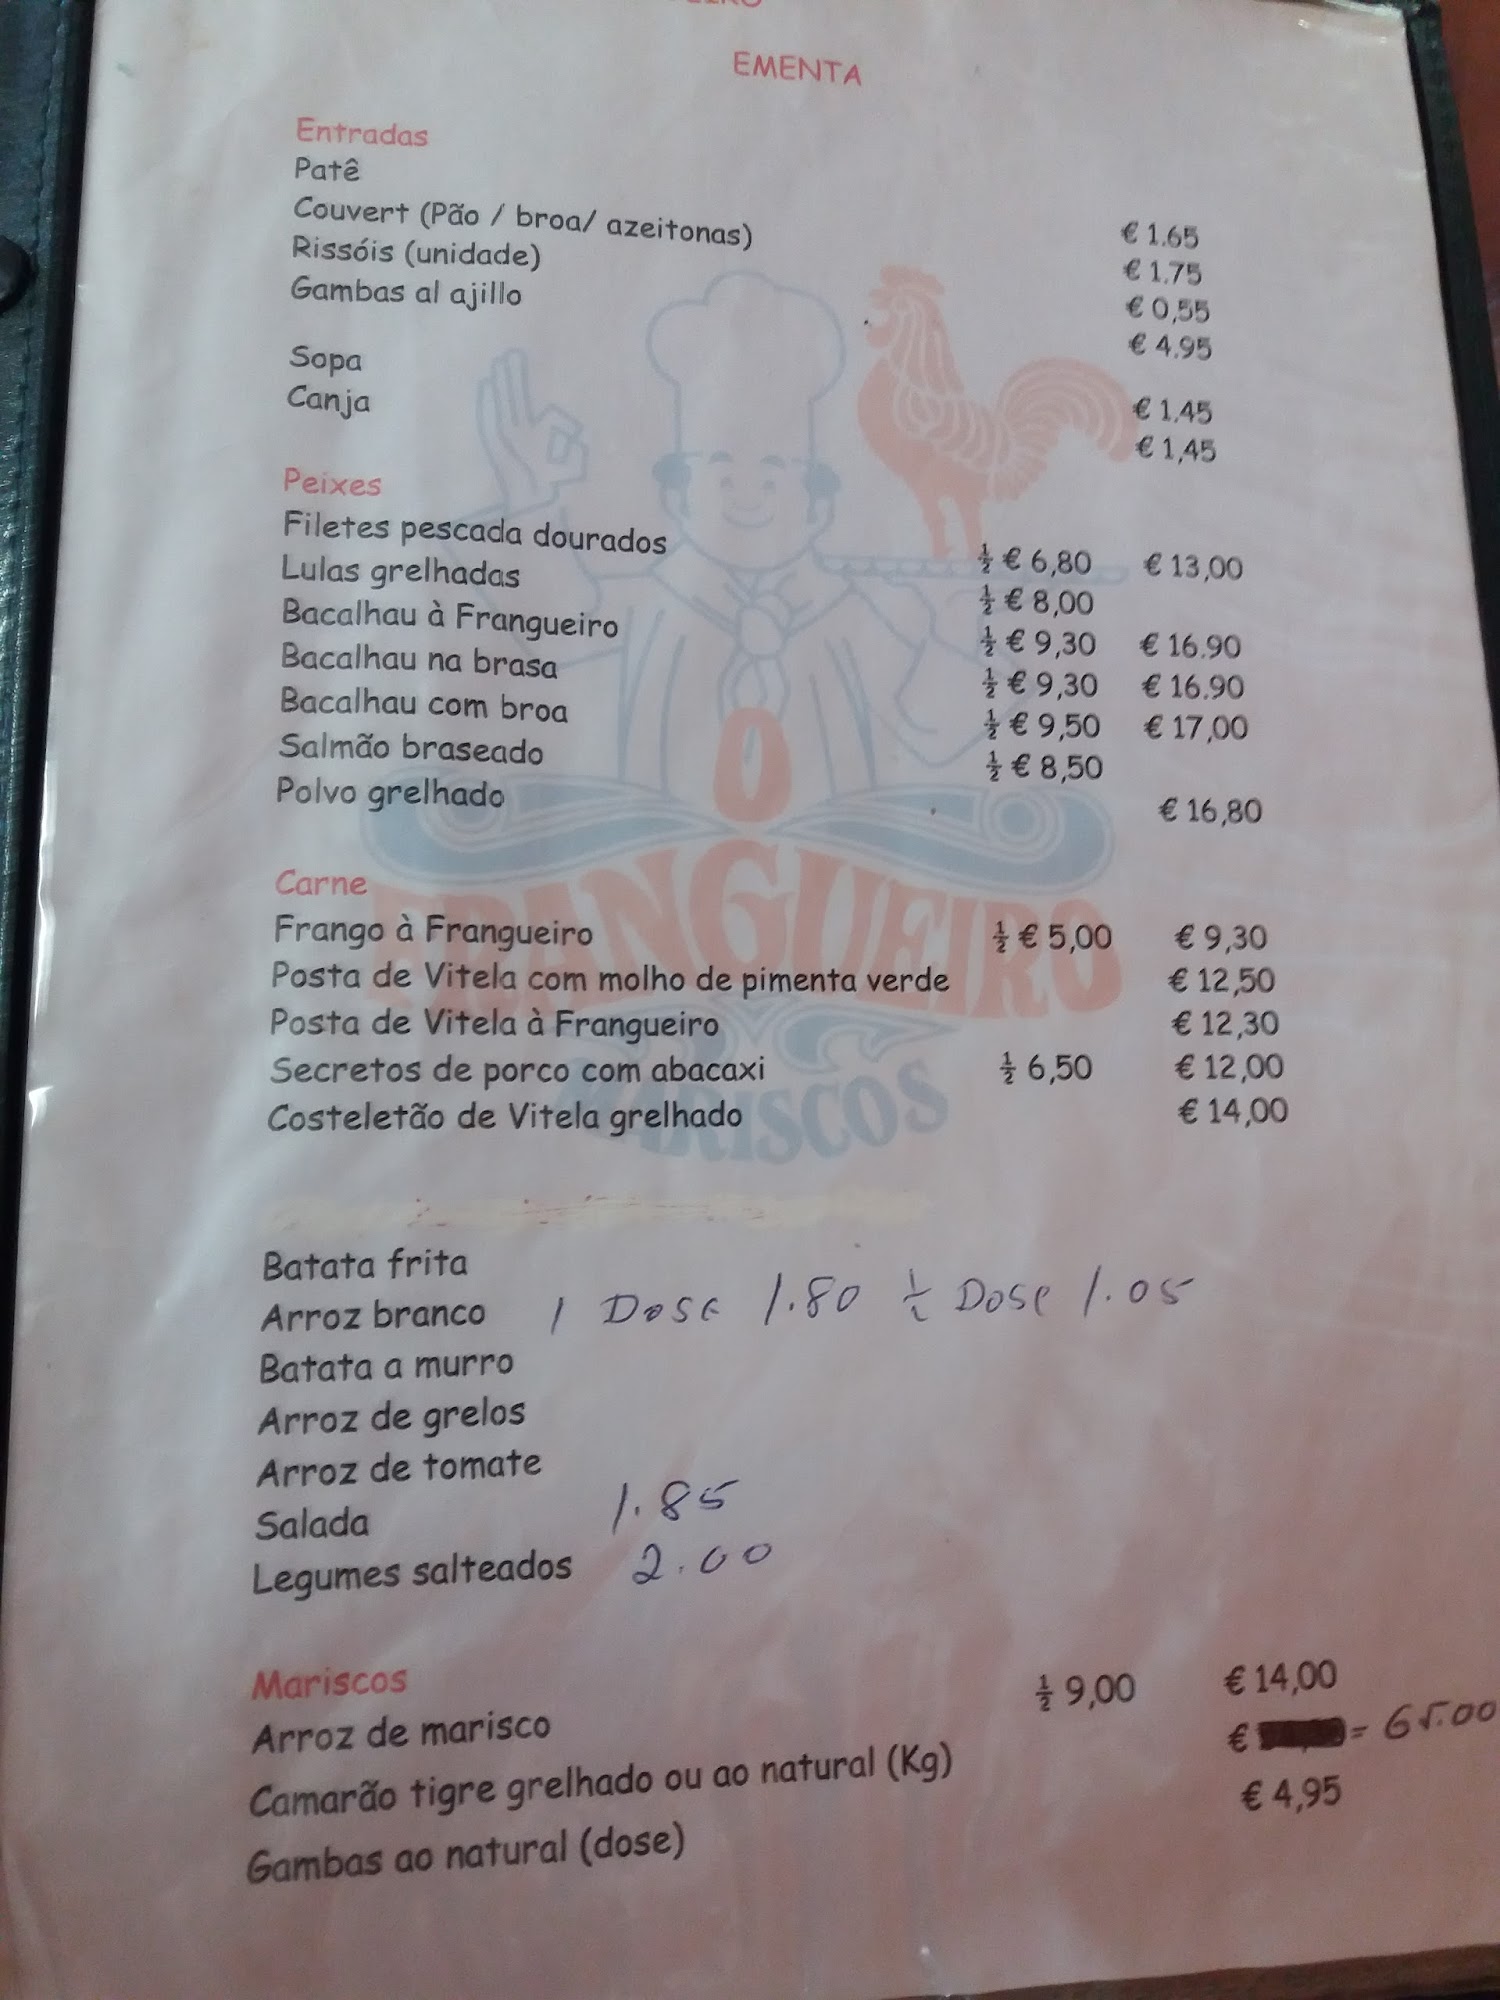 EMENTA
Entradas
Patê € 1.65
Couvert (Pão / broa/ azeitonas) € 1.75
Rissóis (unidade) € 0,55
Gambas al ajillo € 4.95
Sopa € 1.45
Canja € 1,45
Peixes
Filetes pescada dourados ½ € 6,80 € 13,00
Lulas grelhadas ½ € 8,00
Bacalhau à Frangueiro ½ € 9,30 € 16.90
Bacalhau na brasa ½ € 9,30 € 16.90
Bacalhau com broa ½ € 9,50 € 17,00
Salmão braseado ½ € 8,50
Polvo grelhado € 16,80
Carne
Frango à Frangueiro ½ € 5,00 € 9,30
Posta de Vitela com molho de pimenta verde € 12,50
Posta de Vitela à Frangueiro € 12,30
Secretos de porco com abacaxi ½ 6,50 € 12,00
Costeletão de Vitela grelhado € 14,00
O
FRANGUEIRO
MARISCOS
Batata frita
Arroz branco 1 Dose 1.80 ½ Dose 1.05
Batata a murro
Arroz de grelos
Arroz de tomate
Salada 1.85
Legumes salteados 2.00
Mariscos
Arroz de marisco ½ 9,00 € 14,00
Camarão tigre grelhado ou ao natural (Kg) € = 65.00
Gambas ao natural (dose) € 4,95